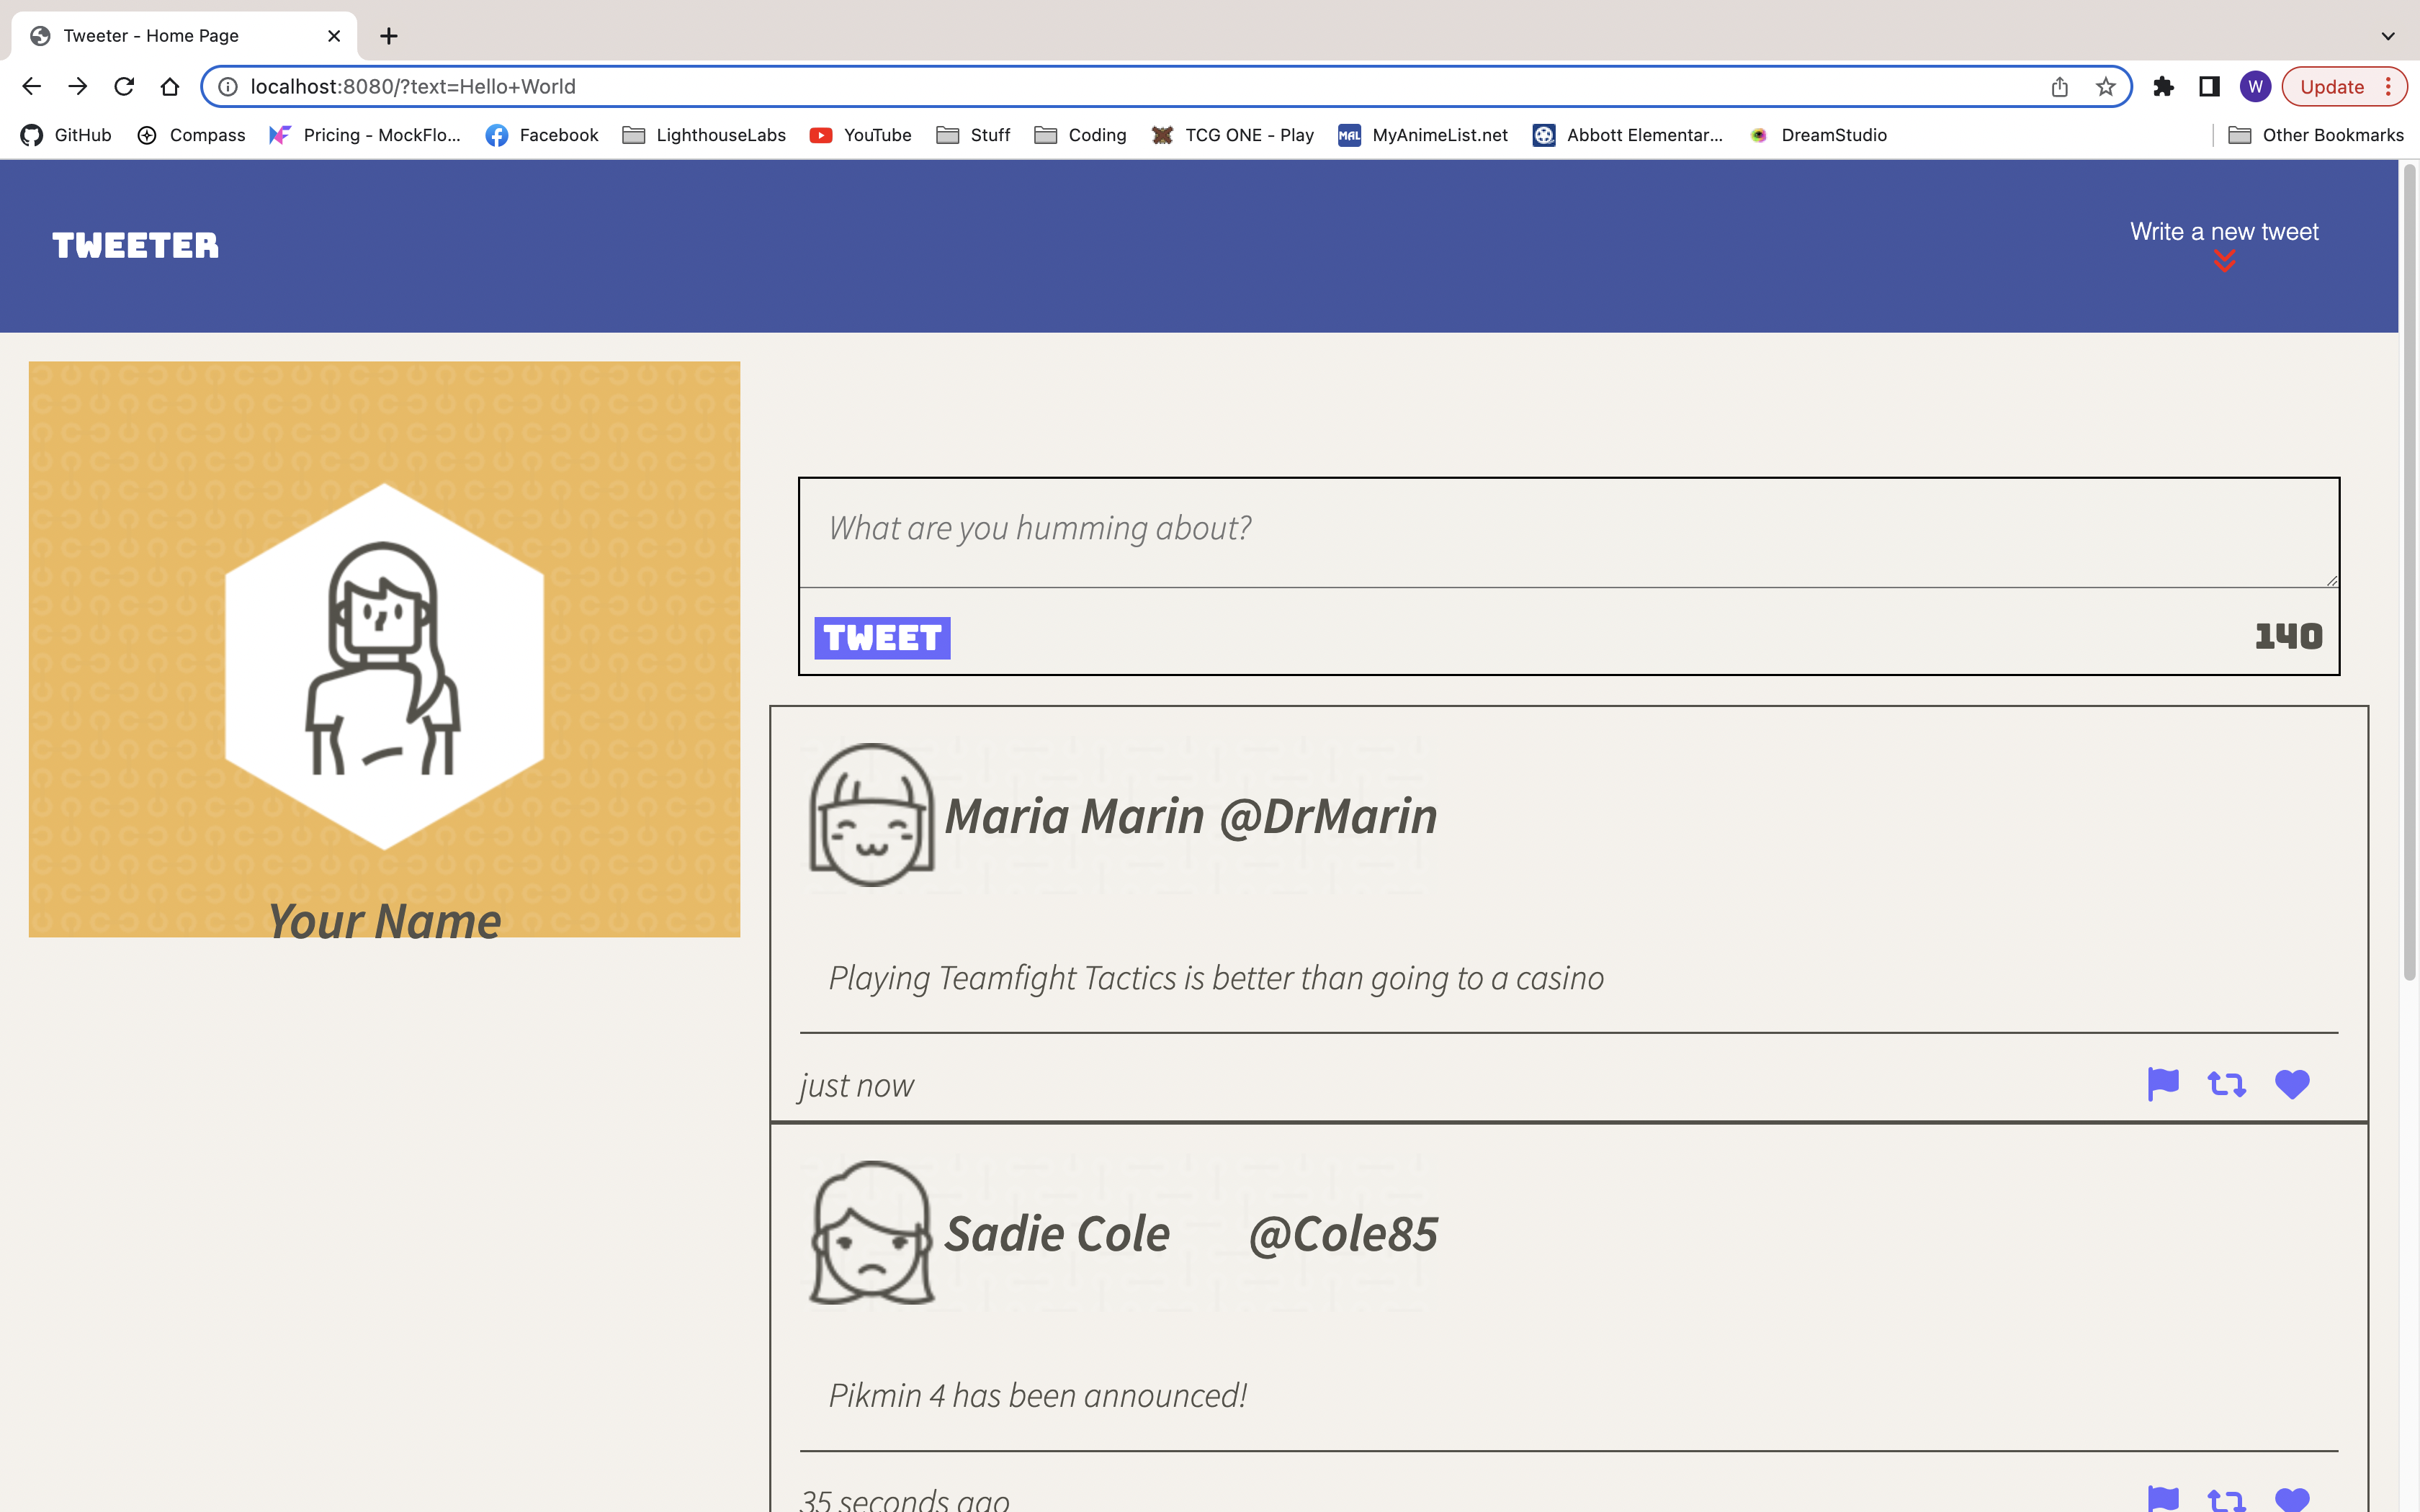 Tweeter - Home Page
localhost:8080/?text=Hello+World
W
Update
GitHub
Compass
Pricing - MockFlo...
Facebook
LighthouseLabs
YouTube
Stuff
Coding
TCG ONE - Play
MAL
MyAnimeList.net
Abbott Elementar...
DreamStudio
Other Bookmarks
TWEETER
Write a new tweet
What are you humming about?
TWEET
140
Your Name
Maria Marin @DrMarin
Playing Teamfight Tactics is better than going to a casino
just now
Sadie Cole @Cole85
Pikmin 4 has been announced!
35 seconds ago